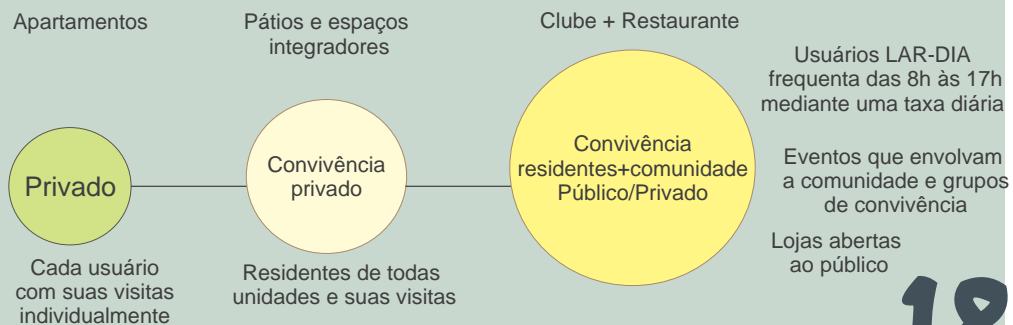 Apartamentos
Privado
Cada usuário
com suas visitas
individualmente
Pátios e espaços
integradores
Convivência
privado
Residentes de todas
unidades e suas visitas
Clube + Restaurante
Convivência
residentes+comunidade
Público/Privado
Usuários LAR-DIA
frequenta das 8h às 17h
mediante uma taxa diária
Eventos que envolvam
a comunidade e grupos
de convivência
Lojas abertas
ao público
18